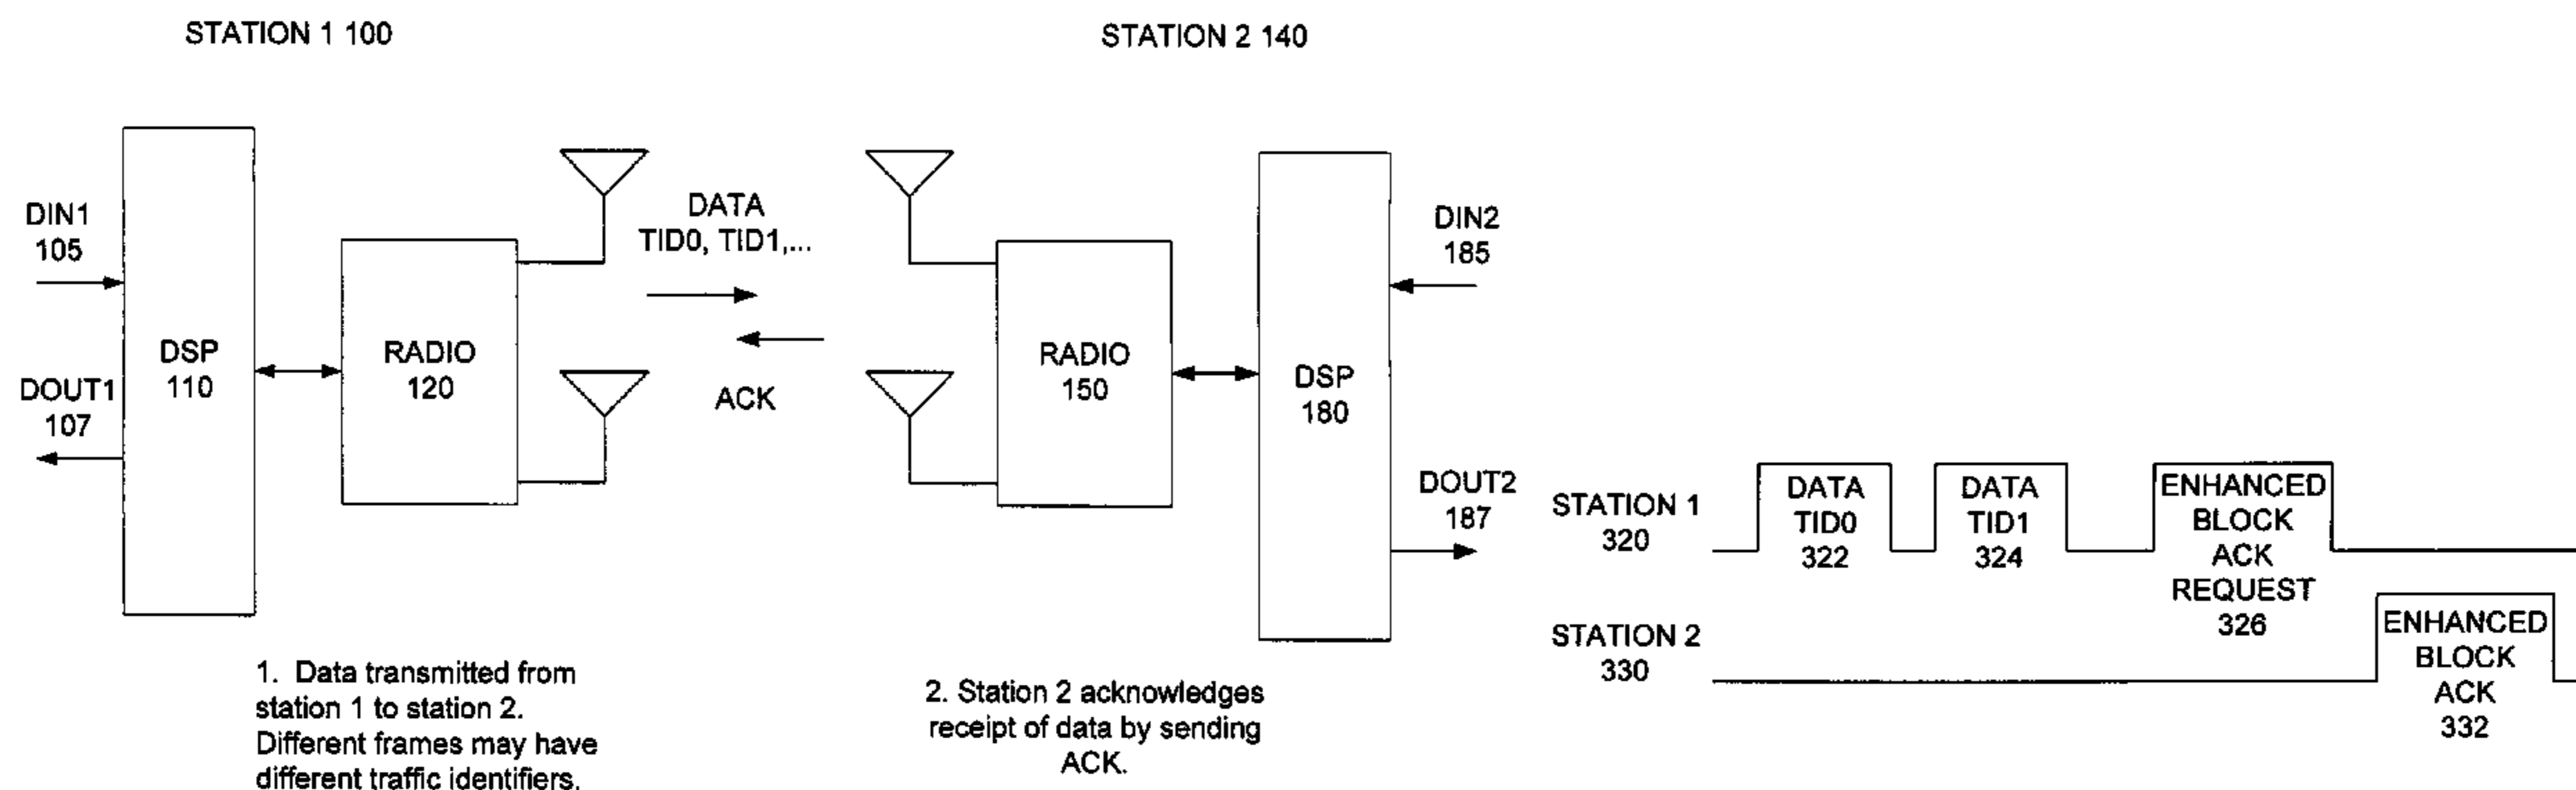 STATION 1 100
STATION 2 140
DIN1
105
DOUT1
107
DSP
110
RADIO
120
DATA
TID0, TID1,...
ACK
RADIO
150
DSP
180
DIN2
185
DOUT2
187
1. Data transmitted from
station 1 to station 2.
Different frames may have
different traffic identifiers.
2. Station 2 acknowledges
receipt of data by sending
ACK.
STATION 1
320
DATA
TID0
322
DATA
TID1
324
ENHANCED
BLOCK
ACK
REQUEST
326
STATION 2
330
ENHANCED
BLOCK
ACK
332